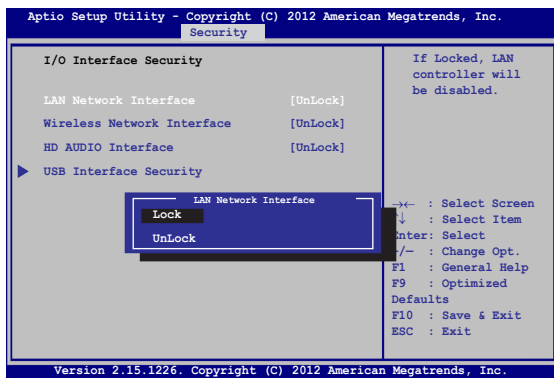 Aptio Setup Utility - Copyright (C) 2012 American Megatrends, Inc.
Security
I/O Interface Security
LAN Network Interface [UnLock]
Wireless Network Interface [UnLock]
HD AUDIO Interface [UnLock]
USB Interface Security
If Locked, LAN
controller will
be disabled.
LAN Network Interface
Lock
UnLock
→← : Select Screen
↑↓ : Select Item
Enter: Select
+/— : Change Opt.
F1 : General Help
F9 : Optimized
Defaults
F10 : Save & Exit
ESC : Exit
Version 2.15.1226. Copyright (C) 2012 American Megatrends, Inc.